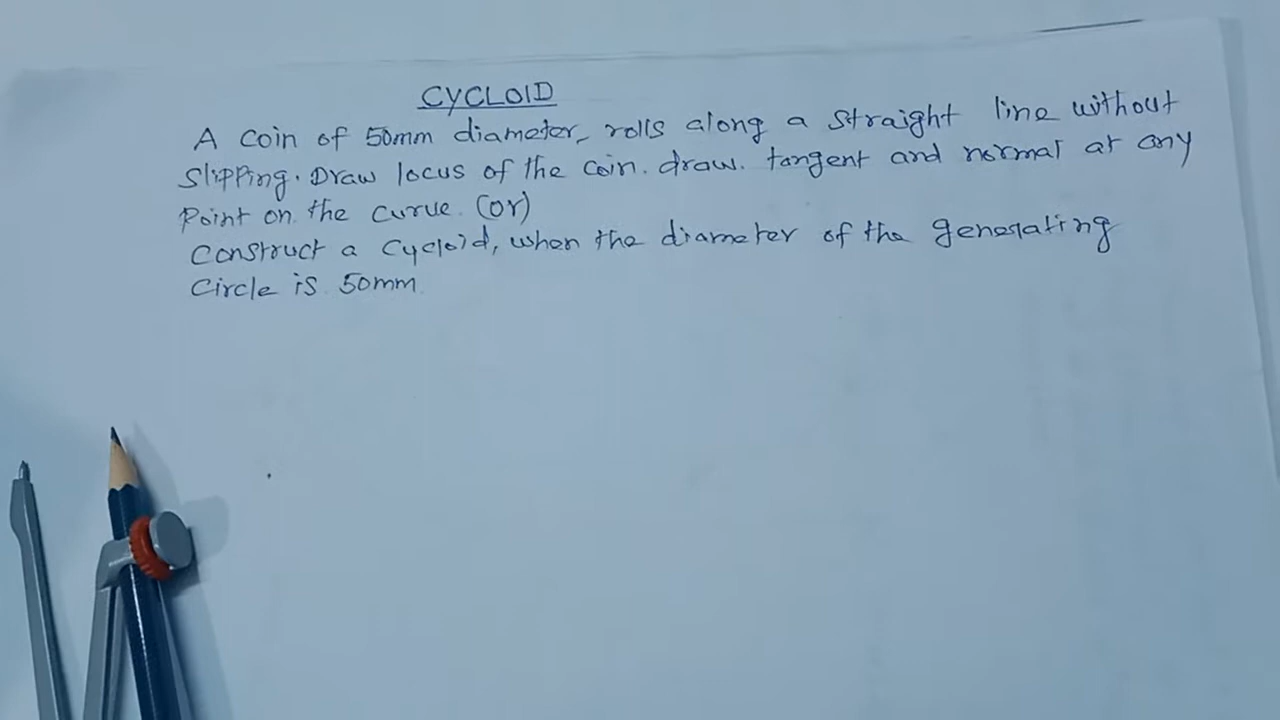 CYCLOID
A coin of 50mm diameter, rolls along a straight line without
slipping. Draw locus of the coin. draw. tangent and normal at any
point on the curve. (or)
construct a cycloid, when the diameter of the generating
circle is 50mm.